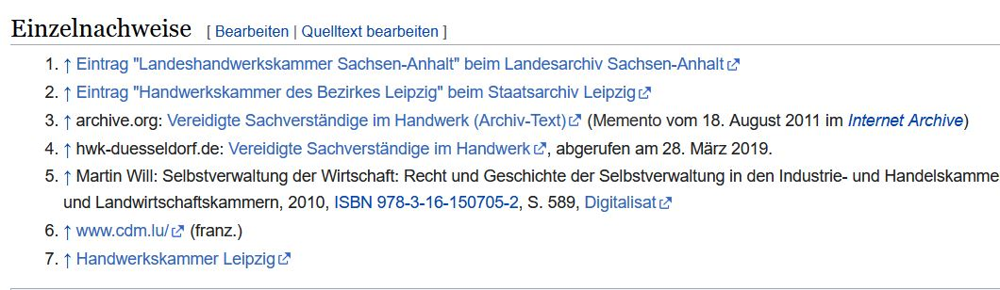 Einzelnachweise [ Bearbeiten | Quelltext bearbeiten ]
1. ↑ Eintrag "Landeshandwerkskammer Sachsen-Anhalt" beim Landesarchiv Sachsen-Anhalt
2. ↑ Eintrag "Handwerkskammer des Bezirkes Leipzig" beim Staatsarchiv Leipzig
3. ↑ archive.org: Vereidigte Sachverständige im Handwerk (Archiv-Text) (Memento vom 18. August 2011 im Internet Archive)
4. ↑ hwk-duesseldorf.de: Vereidigte Sachverständige im Handwerk, abgerufen am 28. März 2019.
5. ↑ Martin Will: Selbstverwaltung der Wirtschaft: Recht und Geschichte der Selbstverwaltung in den Industrie- und Handelskamme
und Landwirtschaftskammern, 2010, ISBN 978-3-16-150705-2, S. 589, Digitalisat
6. ↑ www.cdm.lu/ (franz.)
7. ↑ Handwerkskammer Leipzig